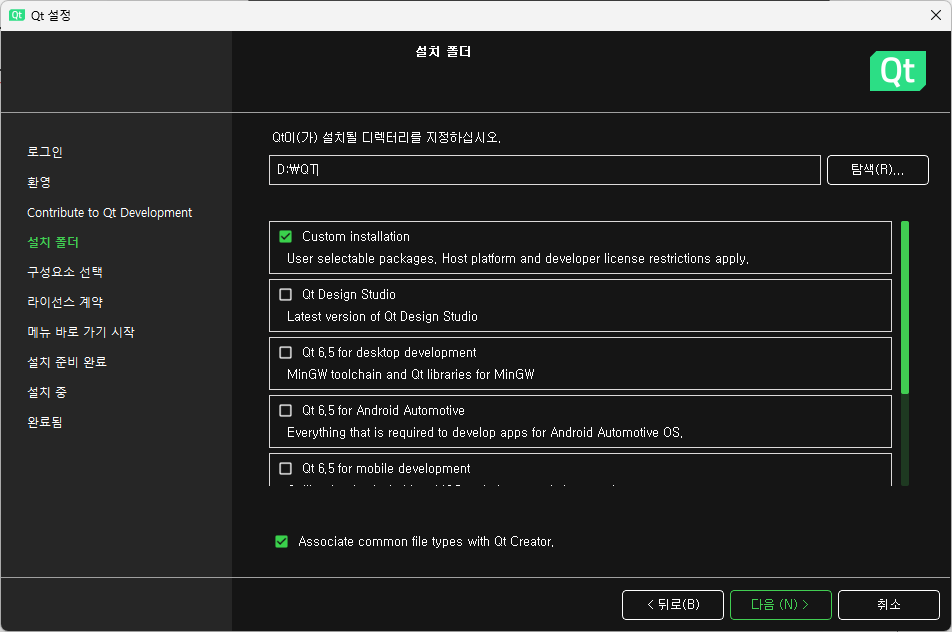 Qt 설정
설치 폴더
Qt
로그인
환영
Contribute to Qt Development
설치 폴더
구성요소 선택
라이선스 계약
메뉴 바로 가기 시작
설치 준비 완료
설치 중
완료됨
Qt이(가) 설치될 디렉터리를 지정하십시오.
D:₩QT
탐색(R)...
Custom installation
User selectable packages. Host platform and developer license restrictions apply.
Qt Design Studio
Latest version of Qt Design Studio
Qt 6.5 for desktop development
MinGW toolchain and Qt libraries for MinGW
Qt 6.5 for Android Automotive
Everything that is required to develop apps for Android Automotive OS.
Qt 6.5 for mobile development
Associate common file types with Qt Creator.
< 뒤로(B)
다음 (N) >
취소